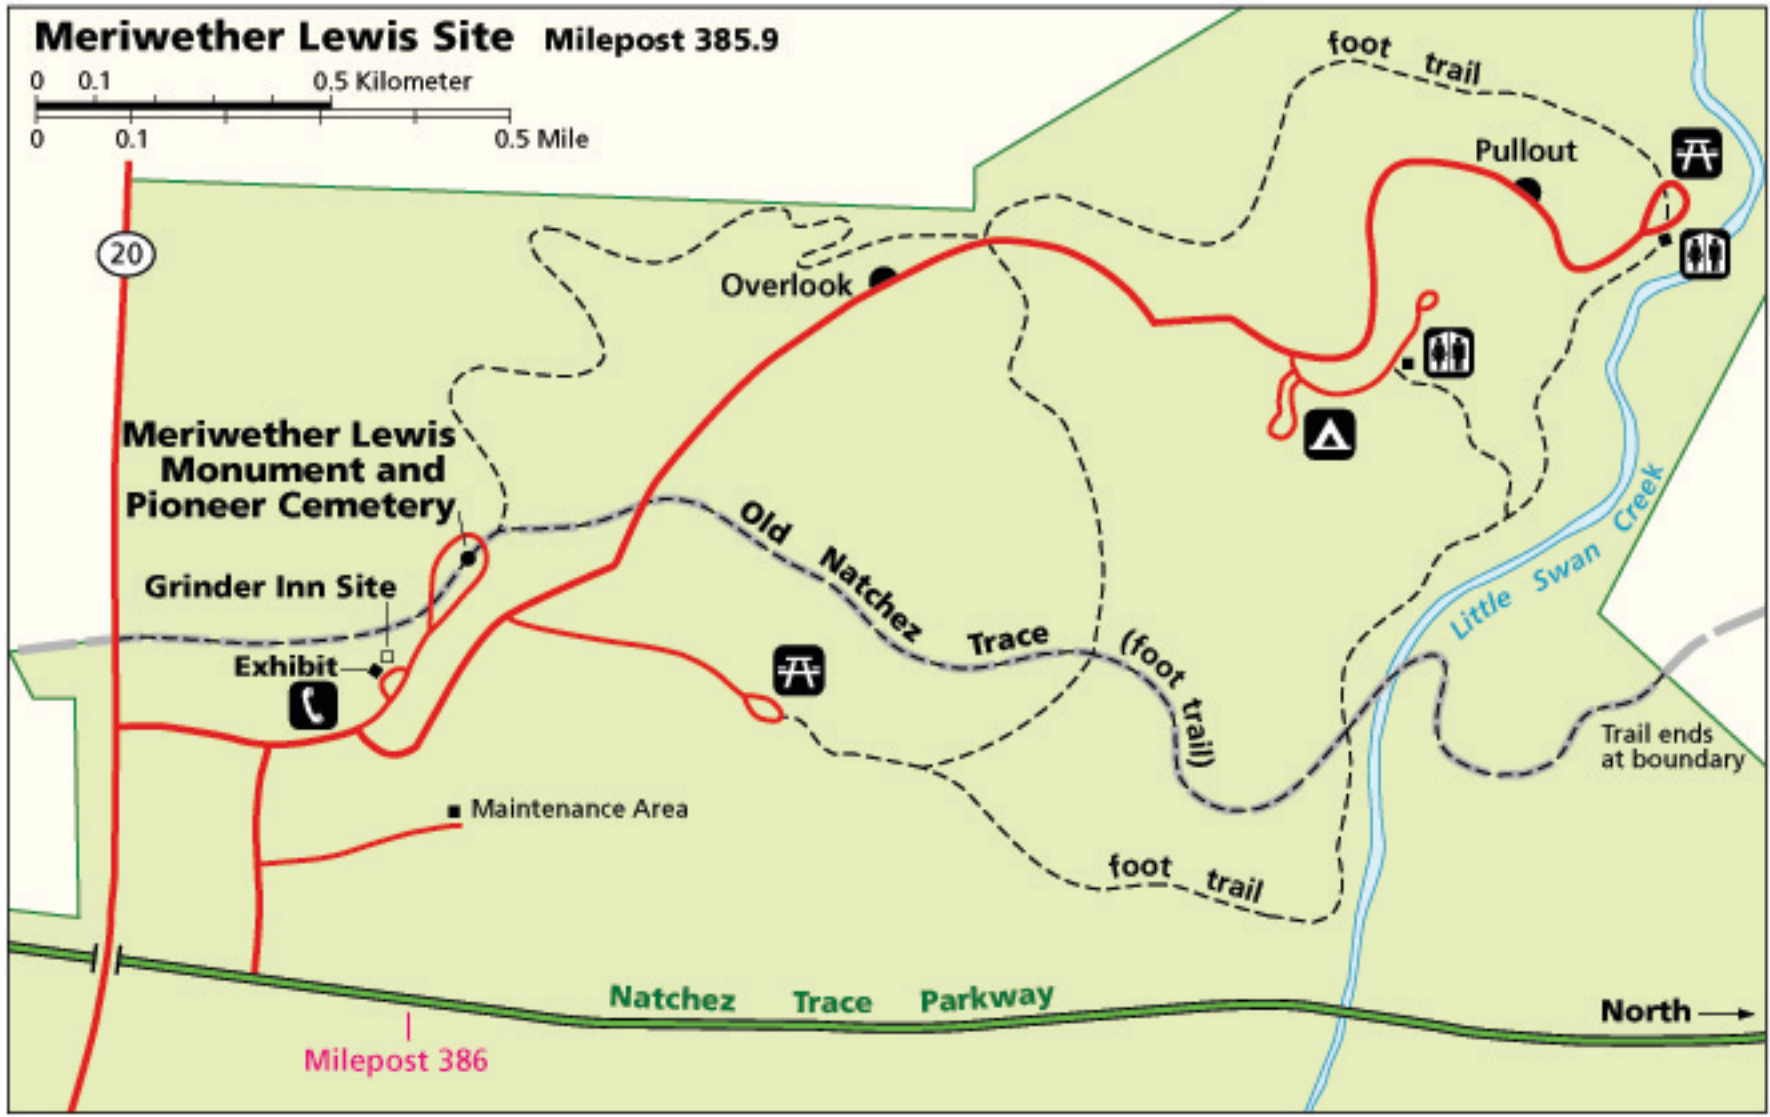 Meriwether Lewis Site Milepost 385.9
0 0.1 0.5 Kilometer
0 0.1 0.5 Mile
foot trail
Pullout
20
Overlook
Meriwether Lewis
Monument and
Pioneer Cemetery
Old Natchez Trace (foot trail)
Little Swan Creek
Grinder Inn Site
Exhibit
Trail ends
at boundary
Maintenance Area
foot trail
Natchez Trace Parkway
North
Milepost 386